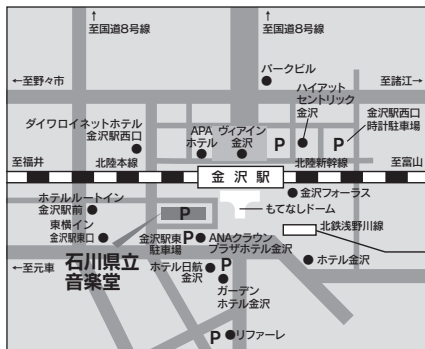 至国道8号線
至国道8号線
←至野々市
パークビル
至諸江→
ハイアット
セントリック
金沢
金沢駅西口
時計駐車場
ダイワロイネットホテル
金沢駅西口
APA
ホテル
ヴィアイン
金沢
P
P
至福井
北陸本線
北陸新幹線
至富山
金沢駅
金沢フォーラス
ホテルルートイン
金沢駅前
P
もてなしドーム
東横イン
金沢駅東口
金沢駅東
駐車場
P
ANAクラウン
プラザホテル金沢
北鉄浅野川線
←至元車
石川県立
音楽堂
ホテル日航
金沢
P
ホテル金沢
ガーデン
ホテル金沢
P
リファーレ